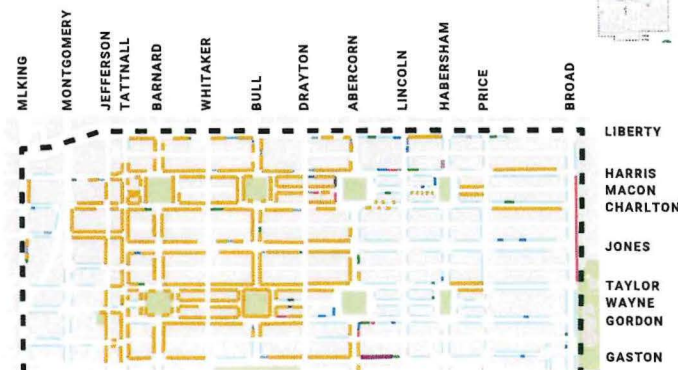 MLKING
MONTGOMERY
JEFFERSON
TATTNALL
BARNARD
WHITAKER
BULL
DRAYTON
ABERCORN
LINCOLN
HABERSHAM
PRICE
BROAD
LIBERTY
HARRIS
MACON
CHARLTON
JONES
TAYLOR
WAYNE
GORDON
GASTON